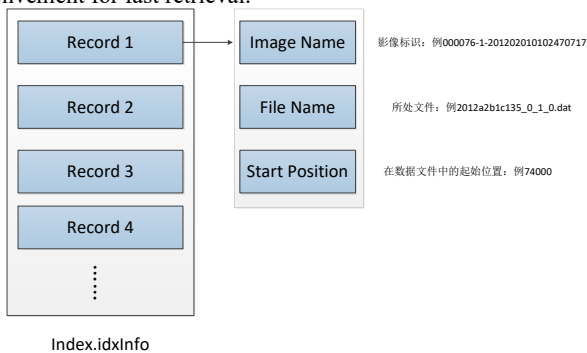 Record 1
Image Name
影像标识：例000076-1-201202010102470717
Record 2
File Name
所处文件：例2012a2b1c135_0_1_0.dat
Record 3
Start Position
在数据文件中的起始位置：例74000
Record 4
Index.idxInfo